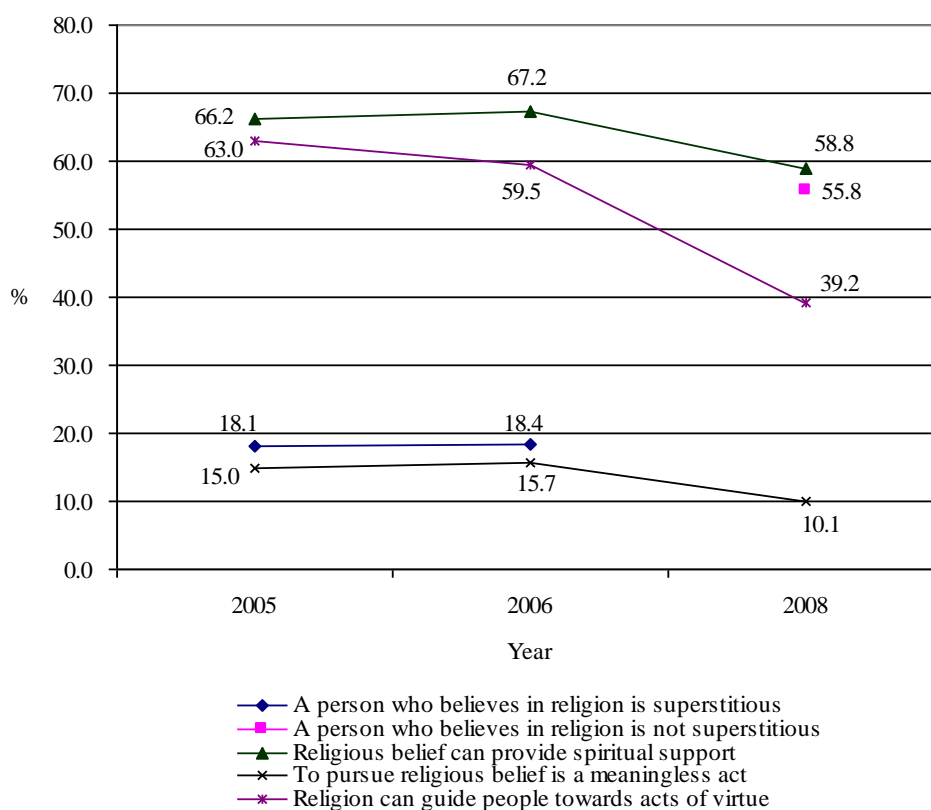 80.0
67.2
70.0
66.2
58.8
63.0
60.0
59.5
55.8
50.0
39.2
% 40.0
30.0
18.1 18.4
20.0
15.0 15.7
10.0
10.1
0.0
2005 2006 2008
Year
A person who believes in religion is superstitious
A person who believes in religion is not superstitious
Religious belief can provide spiritual support
To pursue religious belief is a meaningless act
Religion can guide people towards acts of virtue